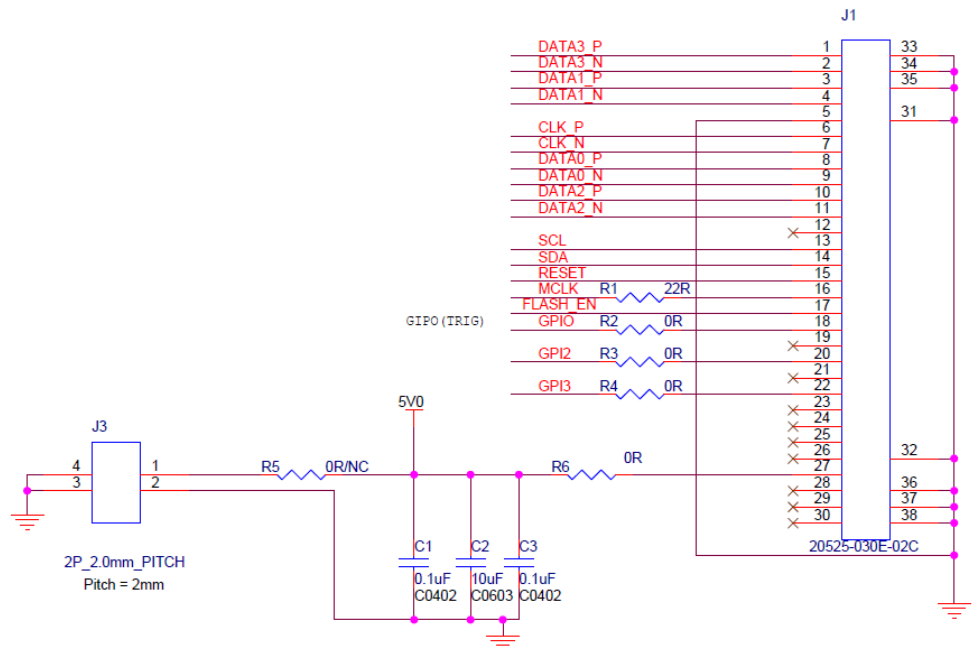 J1
DATA3_P 1 33
DATA3_N 2 34
DATA1_P 3 35
DATA1_N 4
5 31
CLK_P 6
CLK_N 7
DATA0_P 8
DATA0_N 9
DATA2_P 10
DATA2_N 11
12
SCL 13
SDA 14
RESET 15
MCLK R1 22R 16
FLASH_EN 17
GIPO(TRIG) GPIO R2 0R 18
19
GPI2 R3 0R 20
21
GPI3 R4 0R 22
23
24
25
26 32
27
28 36
29 37
30 38
20525-030E-02C
5V0
J3
4 1
3 2
R5 0R/NC
R6 0R
C1 C2 C3
0.1uF 10uF 0.1uF
C0402 C0603 C0402
2P_2.0mm_PITCH
Pitch = 2mm